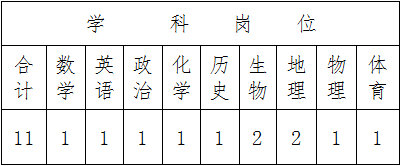 学科岗位
合计 数学 英语 政治 化学 历史 生物 地理 物理 体育
11 1 1 1 1 1 2 2 1 1